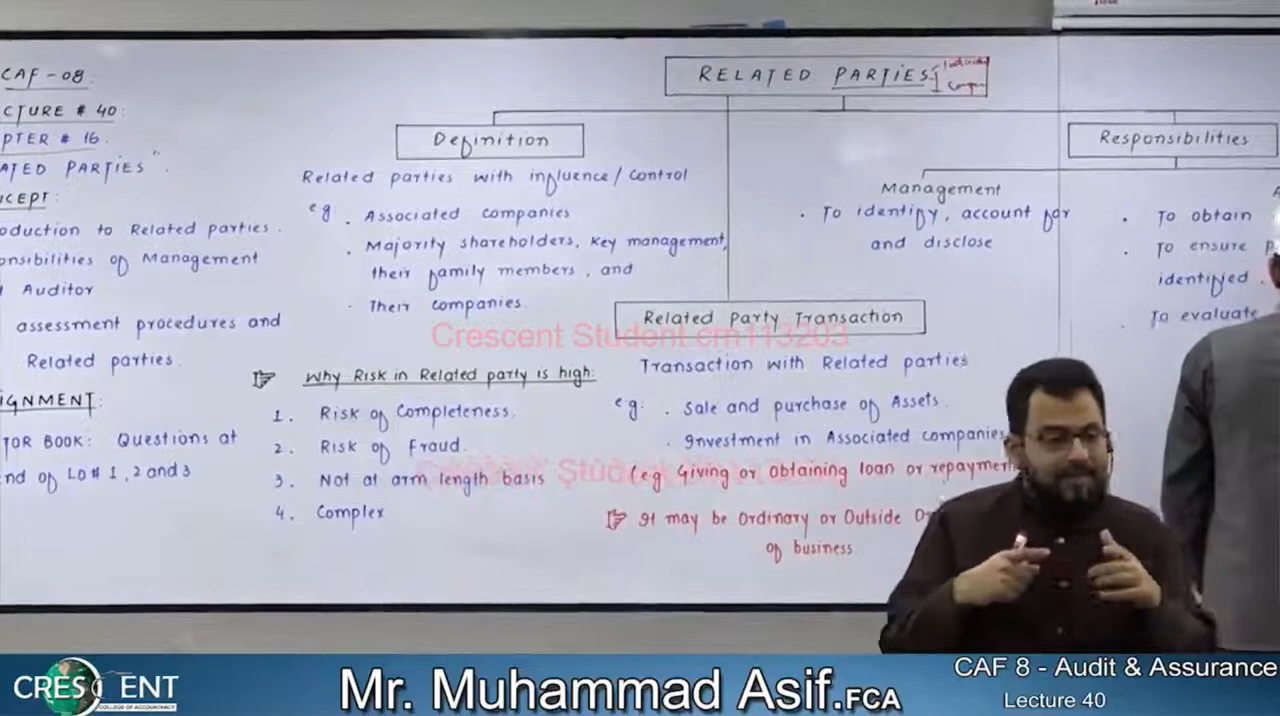 CAF - 08.
CTURE # 40:
PTER # 16.
ATED PARTIES".
CEPT:
oduction to Related parties.
onsibilities of Management
Auditor
assessment procedures and
Related parties.
IGNMENT:
TOR BOOK: Questions at
nd of LO# 1, 2 and 3
RELATED PARTIES
Definition
Related parties with influence/control
eg . Associated companies
. Majority shareholders, key management,
their family members, and
. Their companies.
Why Risk in Related party is high:
1. Risk of Completeness.
2. Risk of Fraud.
3. Not at arm length basis
4. Complex
Related Party Transaction
Transaction with Related parties
eg: . Sale and purchase of Assets.
. Investment in Associated companies
(eg Giving or obtaining loan or repayment
It may be Ordinary or Outside O
of business
Responsibilities
Management
. To identify, account for
and disclose
. To obtain
. To ensure
identified.
. To evaluate
Crescent Student cm113203
Crescent Student
CRESCENT
COLLEGE OF ACCOUNTANCY
Mr. Muhammad Asif.FCA
CAF 8 - Audit & Assurance
Lecture 40